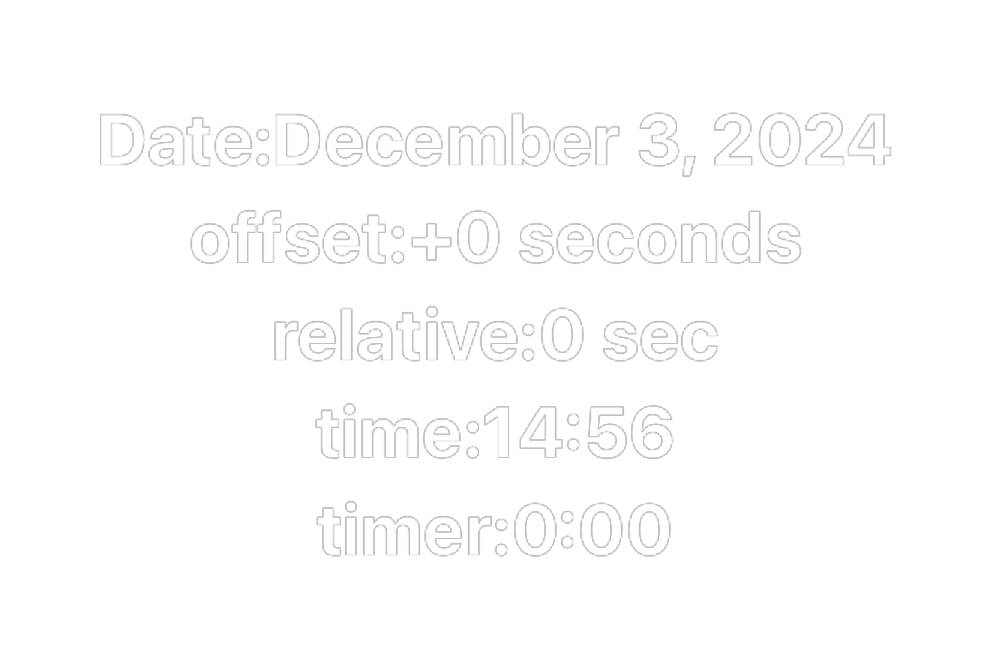 Date:December 3, 2024
offset:+0 seconds
relative:0 sec
time:14:56
timer:0:00